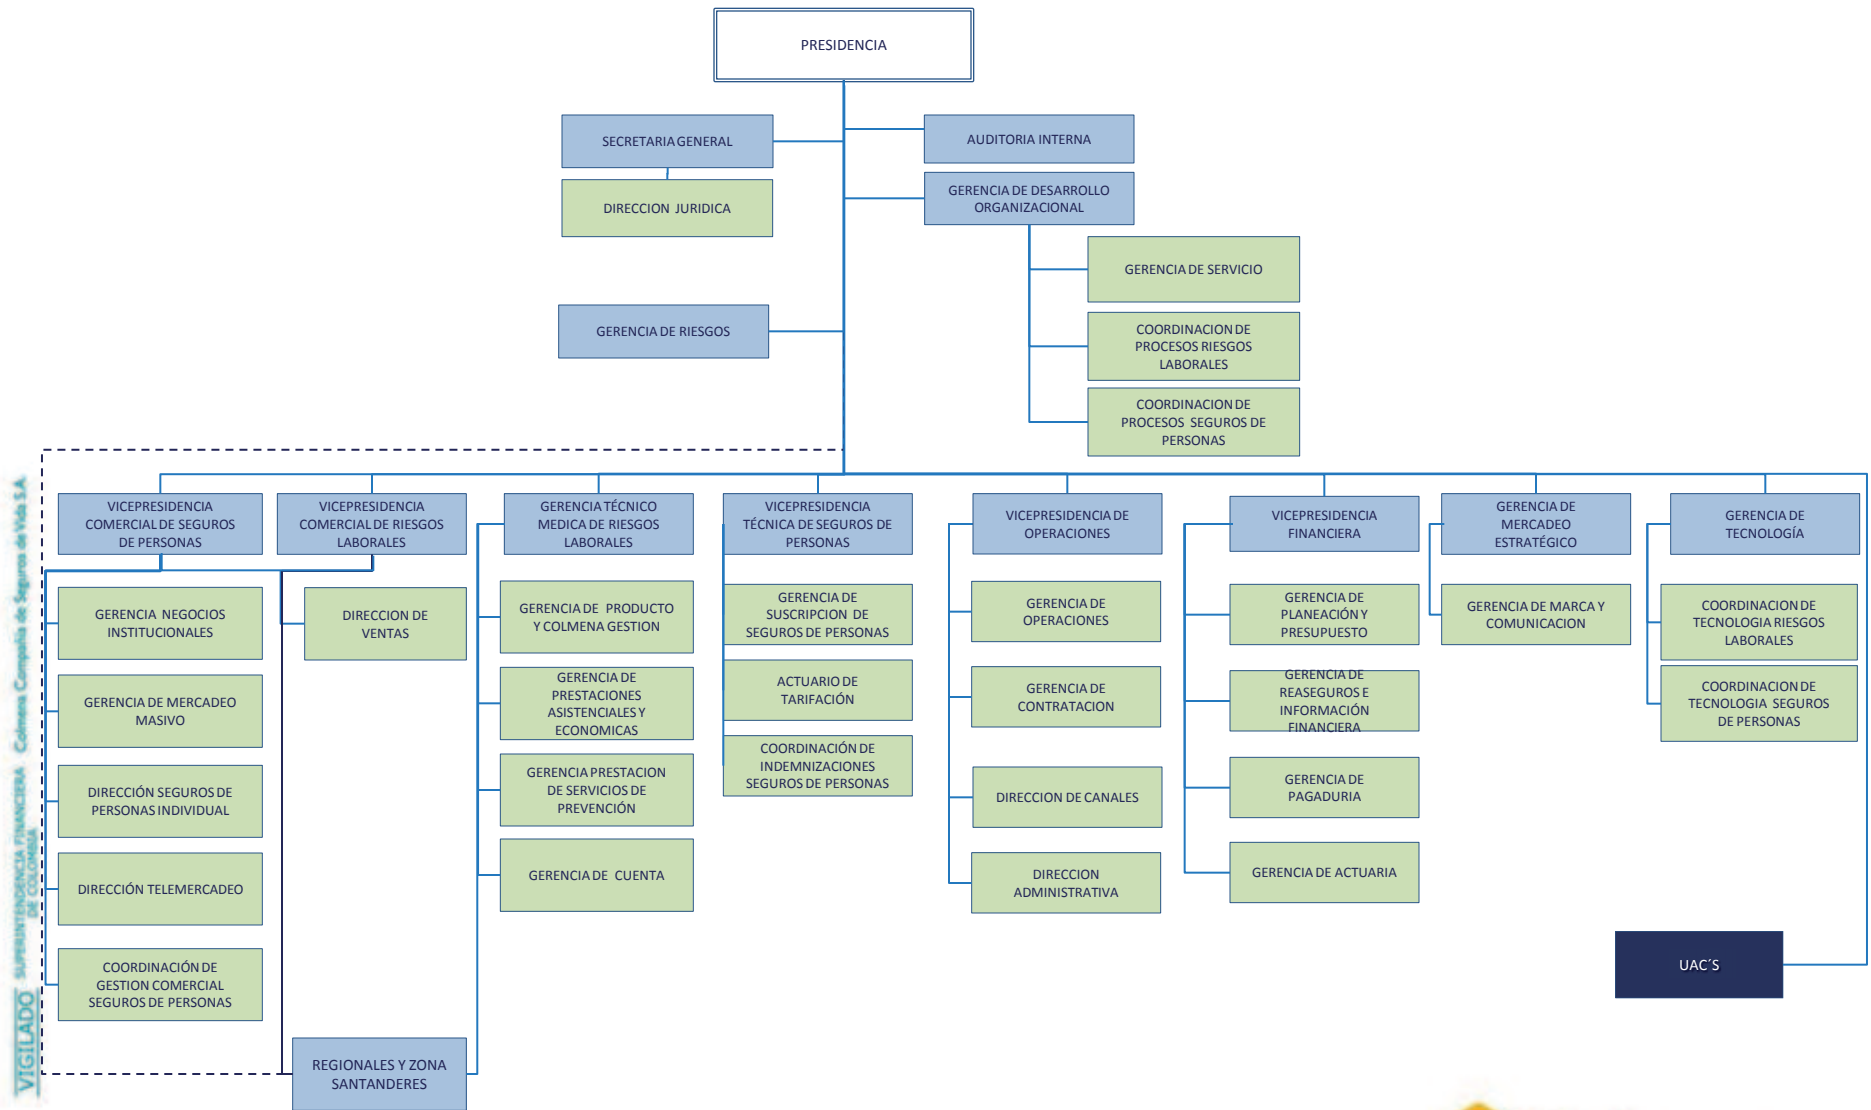 PRESIDENCIA
SECRETARIA GENERAL
AUDITORIA INTERNA
DIRECCION JURIDICA
GERENCIA DE DESARROLLO
ORGANIZACIONAL
GERENCIA DE SERVICIO
GERENCIA DE RIESGOS
COORDINACION DE
PROCESOS RIESGOS
LABORALES
COORDINACION DE
PROCESOS SEGUROS DE
PERSONAS
VICEPRESIDENCIA
COMERCIAL DE SEGUROS
DE PERSONAS
VICEPRESIDENCIA
COMERCIAL DE RIESGOS
LABORALES
GERENCIA TÉCNICO
MEDICA DE RIESGOS
LABORALES
VICEPRESIDENCIA
TÉCNICA DE SEGUROS DE
PERSONAS
VICEPRESIDENCIA DE
OPERACIONES
VICEPRESIDENCIA
FINANCIERA
GERENCIA DE
MERCADEO
ESTRATÉGICO
GERENCIA DE
TECNOLOGÍA
GERENCIA NEGOCIOS
INSTITUCIONALES
GERENCIA DE MERCADEO
MASIVO
DIRECCIÓN SEGUROS DE
PERSONAS INDIVIDUAL
DIRECCIÓN TELEMERCADEO
COORDINACIÓN DE
GESTION COMERCIAL
SEGUROS DE PERSONAS
DIRECCION DE
VENTAS
REGIONALES Y ZONA
SANTANDERES
GERENCIA DE PRODUCTO
Y COLMENA GESTION
GERENCIA DE
PRESTACIONES
ASISTENCIALES Y
ECONOMICAS
GERENCIA PRESTACION
DE SERVICIOS DE
PREVENCIÓN
GERENCIA DE CUENTA
GERENCIA DE
SUSCRIPCION DE
SEGUROS DE PERSONAS
ACTUARIO DE
TARIFACIÓN
COORDINACIÓN DE
INDEMNIZACIONES
SEGUROS DE PERSONAS
GERENCIA DE
OPERACIONES
GERENCIA DE
CONTRATACION
DIRECCION DE CANALES
DIRECCION
ADMINISTRATIVA
GERENCIA DE
PLANEACIÓN Y
PRESUPUESTO
GERENCIA DE
REASEGUROS E
INFORMACIÓN
FINANCIERA
GERENCIA DE
PAGADURIA
GERENCIA DE ACTUARIA
GERENCIA DE MARCA Y
COMUNICACION
COORDINACION DE
TECNOLOGIA RIESGOS
LABORALES
COORDINACION DE
TECNOLOGIA SEGUROS
DE PERSONAS
UAC´S
VIGILADO SUPERINTENDENCIA FINANCIERA
DE COLOMBIA
Colmena Compañía de Seguros de Vida S.A.